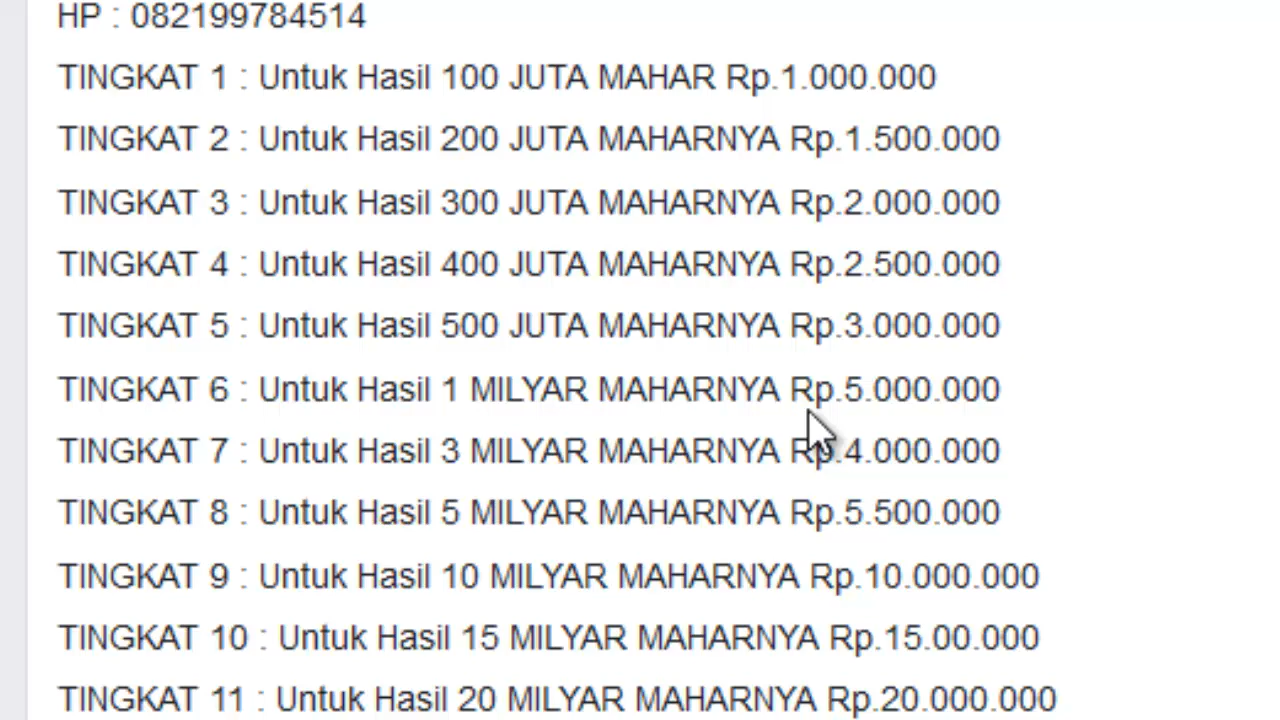 HP : 082199784514
TINGKAT 1 : Untuk Hasil 100 JUTA MAHAR Rp.1.000.000
TINGKAT 2 : Untuk Hasil 200 JUTA MAHARNYA Rp.1.500.000
TINGKAT 3 : Untuk Hasil 300 JUTA MAHARNYA Rp.2.000.000
TINGKAT 4 : Untuk Hasil 400 JUTA MAHARNYA Rp.2.500.000
TINGKAT 5 : Untuk Hasil 500 JUTA MAHARNYA Rp.3.000.000
TINGKAT 6 : Untuk Hasil 1 MILYAR MAHARNYA Rp.5.000.000
TINGKAT 7 : Untuk Hasil 3 MILYAR MAHARNYA Rp.4.000.000
TINGKAT 8 : Untuk Hasil 5 MILYAR MAHARNYA Rp.5.500.000
TINGKAT 9 : Untuk Hasil 10 MILYAR MAHARNYA Rp.10.000.000
TINGKAT 10 : Untuk Hasil 15 MILYAR MAHARNYA Rp.15.00.000
TINGKAT 11 : Untuk Hasil 20 MILYAR MAHARNYA Rp.20.000.000